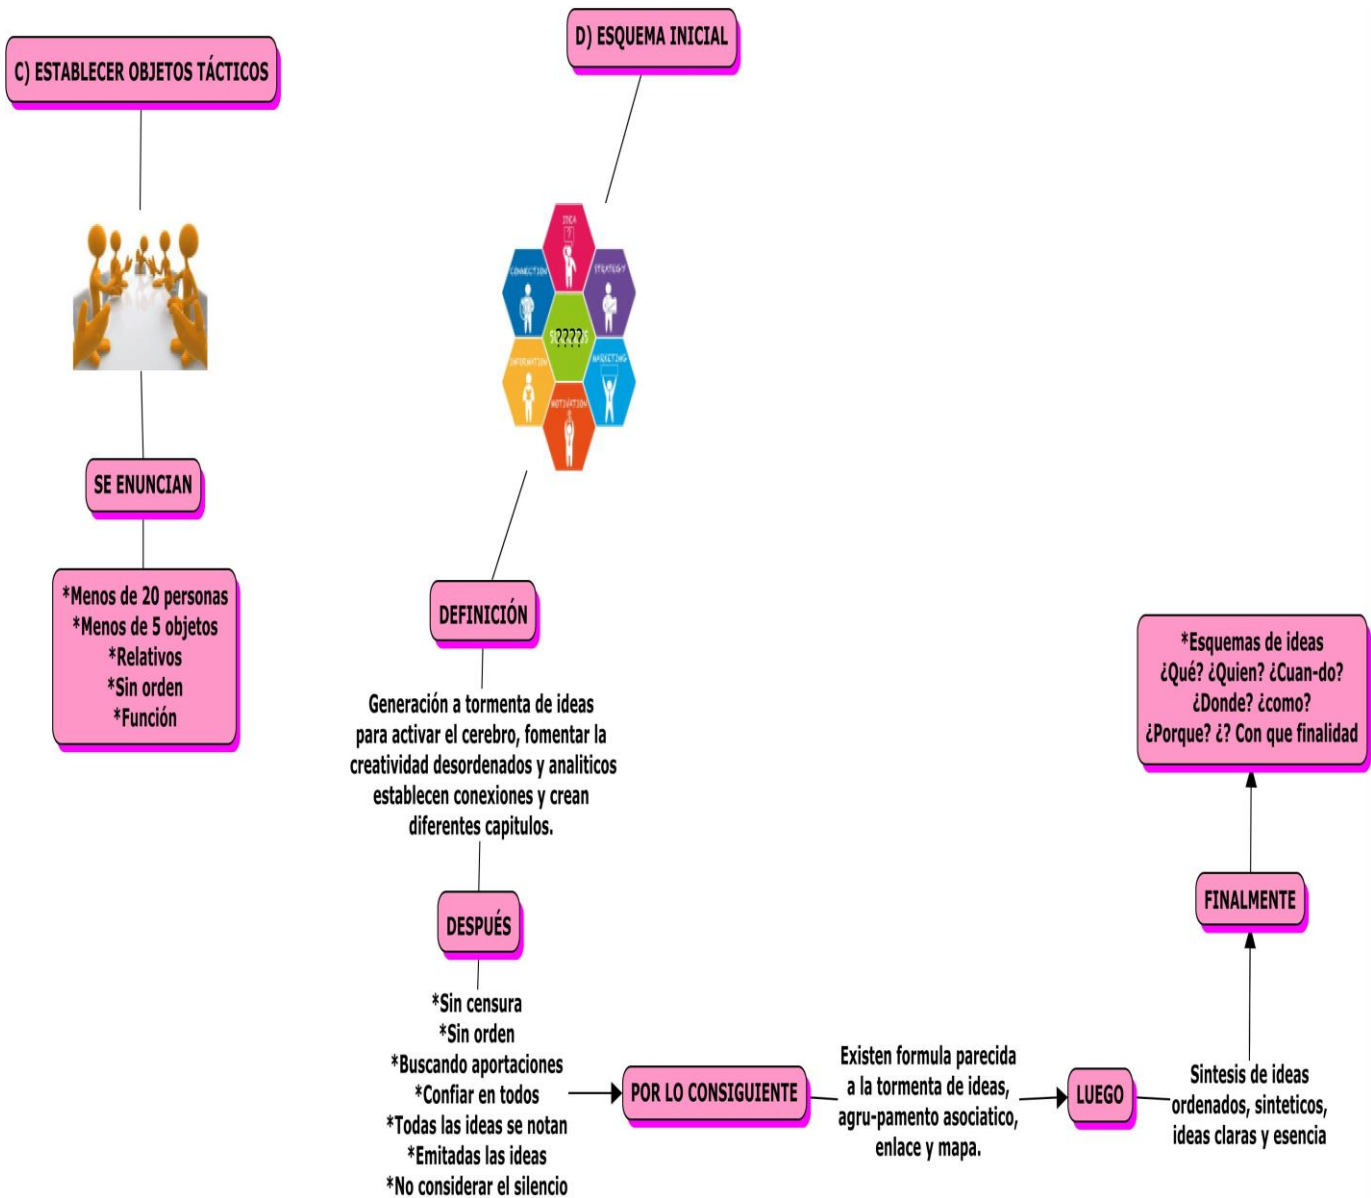 C) ESTABLECER OBJETOS TÁCTICOS
SE ENUNCIAN
*Menos de 20 personas
*Menos de 5 objetos
*Relativos
*Sin orden
*Función
D) ESQUEMA INICIAL
IDEA
?
CONNECTION
STRATEGY
????
INFORMATION
MARKETING
MOTIVATION
DEFINICIÓN
Generación a tormenta de ideas
para activar el cerebro, fomentar la
creatividad desordenados y analiticos
establecen conexiones y crean
diferentes capitulos.
DESPUÉS
*Sin censura
*Sin orden
*Buscando aportaciones
*Confiar en todos
*Todas las ideas se notan
*Emitadas las ideas
*No considerar el silencio
POR LO CONSIGUIENTE
Existen formula parecida
a la tormenta de ideas,
agru-pamento asociatico,
enlace y mapa.
LUEGO
Sintesis de ideas
ordenados, sinteticos,
ideas claras y esencia
FINALMENTE
*Esquemas de ideas
¿Qué? ¿Quien? ¿Cuan-do?
¿Donde? ¿como?
¿Porque? ¿? Con que finalidad